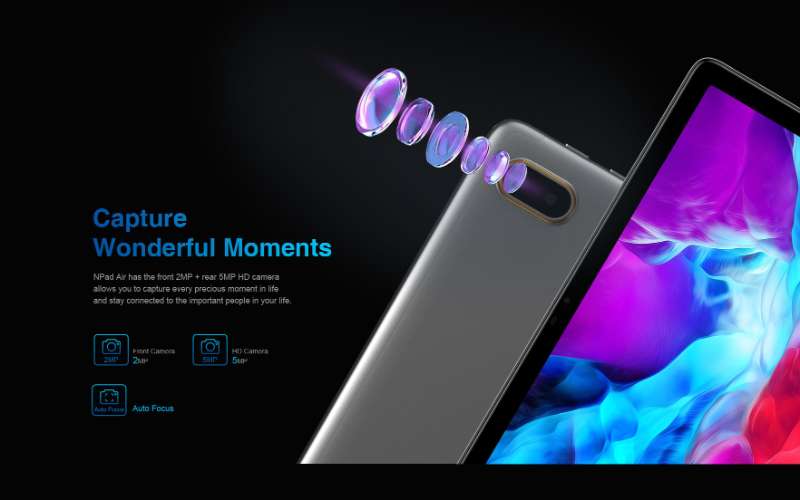 Capture
Wonderful Moments
NPad Air has the front 2MP + rear 5MP HD camera
allows you to capture every precious moment in life
and stay connected to the important people in your life.
2MP
Front Camera
2MP
5MP
HD Camera
5MP
Auto Focus
Auto Focus